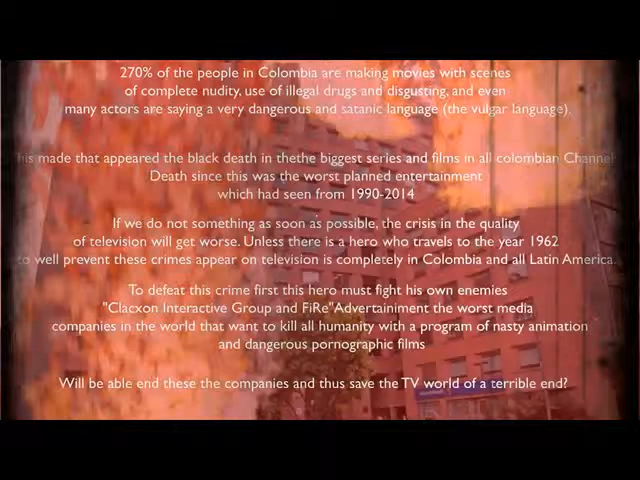 270% of the people in Colombia are making movies with scenes
of complete nudity, use of illegal drugs and disgusting, and even
many actors are saying a very dangerous and satanic language (the vulgar language).
his made that appeared the black death in thethe biggest series and films in all colombian Channel
Death since this was the worst planned entertainment
which had seen from 1990-2014
If we do not something as soon as possible, the crisis in the quality
of television will get worse. Unless there is a hero who travels to the year 1962
to well prevent these crimes appear on television is completely in Colombia and all Latin America.
To defeat this crime first this hero must fight his own enemies
"Clacxon Interactive Group and FiRe"Advertainiment the worst media
companies in the world that want to kill all humanity with a program of nasty animation
and dangerous pornographic films
Will be able end these the companies and thus save the TV world of a terrible end?